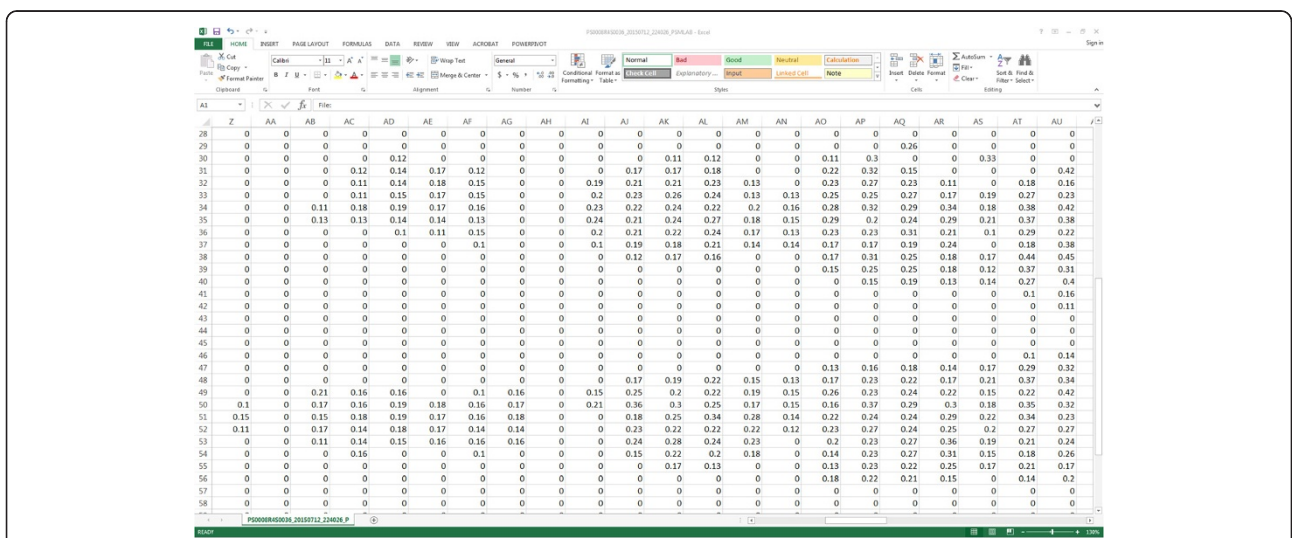 PS0008R4S0036_20150712_224026_PSMLAB - Excel
Sign in
FILE HOME INSERT PAGE LAYOUT FORMULAS DATA REVIEW VIEW ACROBAT POWERPIVOT
Cut Calibri 11 Wrap Text General Normal Bad Good Neutral Calculation AutoSum
Copy Fill
Paste Format Painter B I U Merge & Center $ % , Conditional Formatting Format as Table Check Cell Explanatory ... Input Linked Cell Note Insert Delete Format Clear Sort & Filter Find & Select
Clipboard Font Alignment Number Styles Cells Editing
A1 fx File:
Z AA AB AC AD AE AF AG AH AI AJ AK AL AM AN AO AP AQ AR AS AT AU
28 0 0 0 0 0 0 0 0 0 0 0 0 0 0 0 0 0 0 0 0 0 0
29 0 0 0 0 0 0 0 0 0 0 0 0 0 0 0 0 0 0.26 0 0 0 0
30 0 0 0 0 0.12 0 0 0 0 0 0 0.11 0.12 0 0 0.11 0.3 0 0 0.33 0 0
31 0 0 0 0.12 0.14 0.17 0.12 0 0 0 0.17 0.17 0.18 0 0 0.22 0.32 0.15 0 0 0 0.42
32 0 0 0 0.11 0.14 0.18 0.15 0 0 0.19 0.21 0.21 0.23 0.13 0 0.23 0.27 0.23 0.11 0 0.18 0.16
33 0 0 0 0.11 0.15 0.17 0.15 0 0 0.2 0.23 0.26 0.24 0.13 0.13 0.25 0.25 0.27 0.17 0.19 0.27 0.23
34 0 0 0.11 0.18 0.19 0.17 0.16 0 0 0.23 0.22 0.24 0.22 0.2 0.16 0.28 0.32 0.29 0.34 0.18 0.38 0.42
35 0 0 0.13 0.13 0.14 0.14 0.13 0 0 0.24 0.21 0.24 0.27 0.18 0.15 0.29 0.2 0.24 0.29 0.21 0.37 0.38
36 0 0 0 0 0.1 0.11 0.15 0 0 0.2 0.21 0.22 0.24 0.17 0.13 0.23 0.23 0.31 0.21 0.1 0.29 0.22
37 0 0 0 0 0 0 0.1 0 0 0.1 0.19 0.18 0.21 0.14 0.14 0.17 0.17 0.19 0.24 0 0.18 0.38
38 0 0 0 0 0 0 0 0 0 0 0.12 0.17 0.16 0 0 0.17 0.31 0.25 0.18 0.17 0.44 0.45
39 0 0 0 0 0 0 0 0 0 0 0 0 0 0 0 0.15 0.25 0.25 0.18 0.12 0.37 0.31
40 0 0 0 0 0 0 0 0 0 0 0 0 0 0 0 0 0.15 0.19 0.13 0.14 0.27 0.4
41 0 0 0 0 0 0 0 0 0 0 0 0 0 0 0 0 0 0 0 0 0.1 0.16
42 0 0 0 0 0 0 0 0 0 0 0 0 0 0 0 0 0 0 0 0 0 0.11
43 0 0 0 0 0 0 0 0 0 0 0 0 0 0 0 0 0 0 0 0 0 0
44 0 0 0 0 0 0 0 0 0 0 0 0 0 0 0 0 0 0 0 0 0 0
45 0 0 0 0 0 0 0 0 0 0 0 0 0 0 0 0 0 0 0 0 0 0
46 0 0 0 0 0 0 0 0 0 0 0 0 0 0 0 0 0 0 0 0 0.1 0.14
47 0 0 0 0 0 0 0 0 0 0 0 0 0 0 0 0.13 0.16 0.18 0.14 0.17 0.29 0.32
48 0 0 0 0 0 0 0 0 0 0 0.17 0.19 0.22 0.15 0.13 0.17 0.23 0.22 0.17 0.21 0.37 0.34
49 0 0 0.21 0.16 0.16 0 0.1 0.16 0 0.15 0.25 0.2 0.22 0.19 0.15 0.26 0.23 0.24 0.22 0.15 0.22 0.42
50 0.1 0 0.17 0.16 0.19 0.18 0.16 0.17 0 0.21 0.36 0.3 0.25 0.17 0.15 0.16 0.37 0.29 0.3 0.18 0.35 0.32
51 0.15 0 0.15 0.18 0.19 0.17 0.16 0.18 0 0 0.18 0.25 0.34 0.28 0.14 0.22 0.24 0.24 0.29 0.22 0.34 0.23
52 0.11 0 0.17 0.14 0.18 0.17 0.14 0.14 0 0 0.23 0.22 0.22 0.22 0.12 0.23 0.27 0.24 0.25 0.2 0.27 0.27
53 0 0 0.11 0.14 0.15 0.16 0.16 0.16 0 0 0.24 0.28 0.24 0.23 0 0.2 0.23 0.27 0.36 0.19 0.21 0.24
54 0 0 0 0.16 0 0 0.1 0 0 0 0.15 0.22 0.2 0.18 0 0.14 0.23 0.27 0.31 0.15 0.18 0.26
55 0 0 0 0 0 0 0 0 0 0 0 0.17 0.13 0 0 0.13 0.23 0.22 0.25 0.17 0.21 0.17
56 0 0 0 0 0 0 0 0 0 0 0 0 0 0 0 0.18 0.22 0.21 0.15 0 0.14 0.2
57 0 0 0 0 0 0 0 0 0 0 0 0 0 0 0 0 0 0 0 0 0 0
58 0 0 0 0 0 0 0 0 0 0 0 0 0 0 0 0 0 0 0 0 0 0
PS0008R4S0036_20150712_224026_P
READY 130%